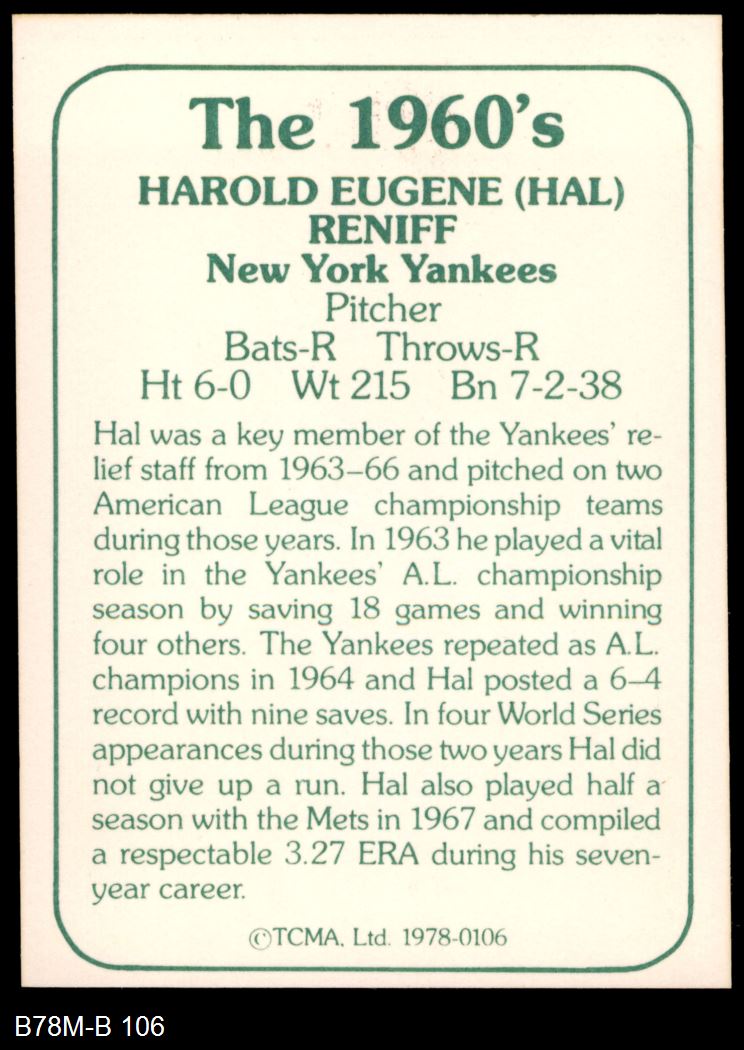 The 1960's
HAROLD EUGENE (HAL)
RENIFF
New York Yankees
Pitcher
Bats-R Throws-R
Ht 6-0 Wt 215 Bn 7-2-38
Hal was a key member of the Yankees' re-
lief staff from 1963–66 and pitched on two
American League championship teams
during those years. In 1963 he played a vital
role in the Yankees' A.L. championship
season by saving 18 games and winning
four others. The Yankees repeated as A.L.
champions in 1964 and Hal posted a 6–4
record with nine saves. In four World Series
appearances during those two years Hal did
not give up a run. Hal also played half a
season with the Mets in 1967 and compiled
a respectable 3.27 ERA during his seven-
year career.
©TCMA, Ltd. 1978-0106
B78M-B 106